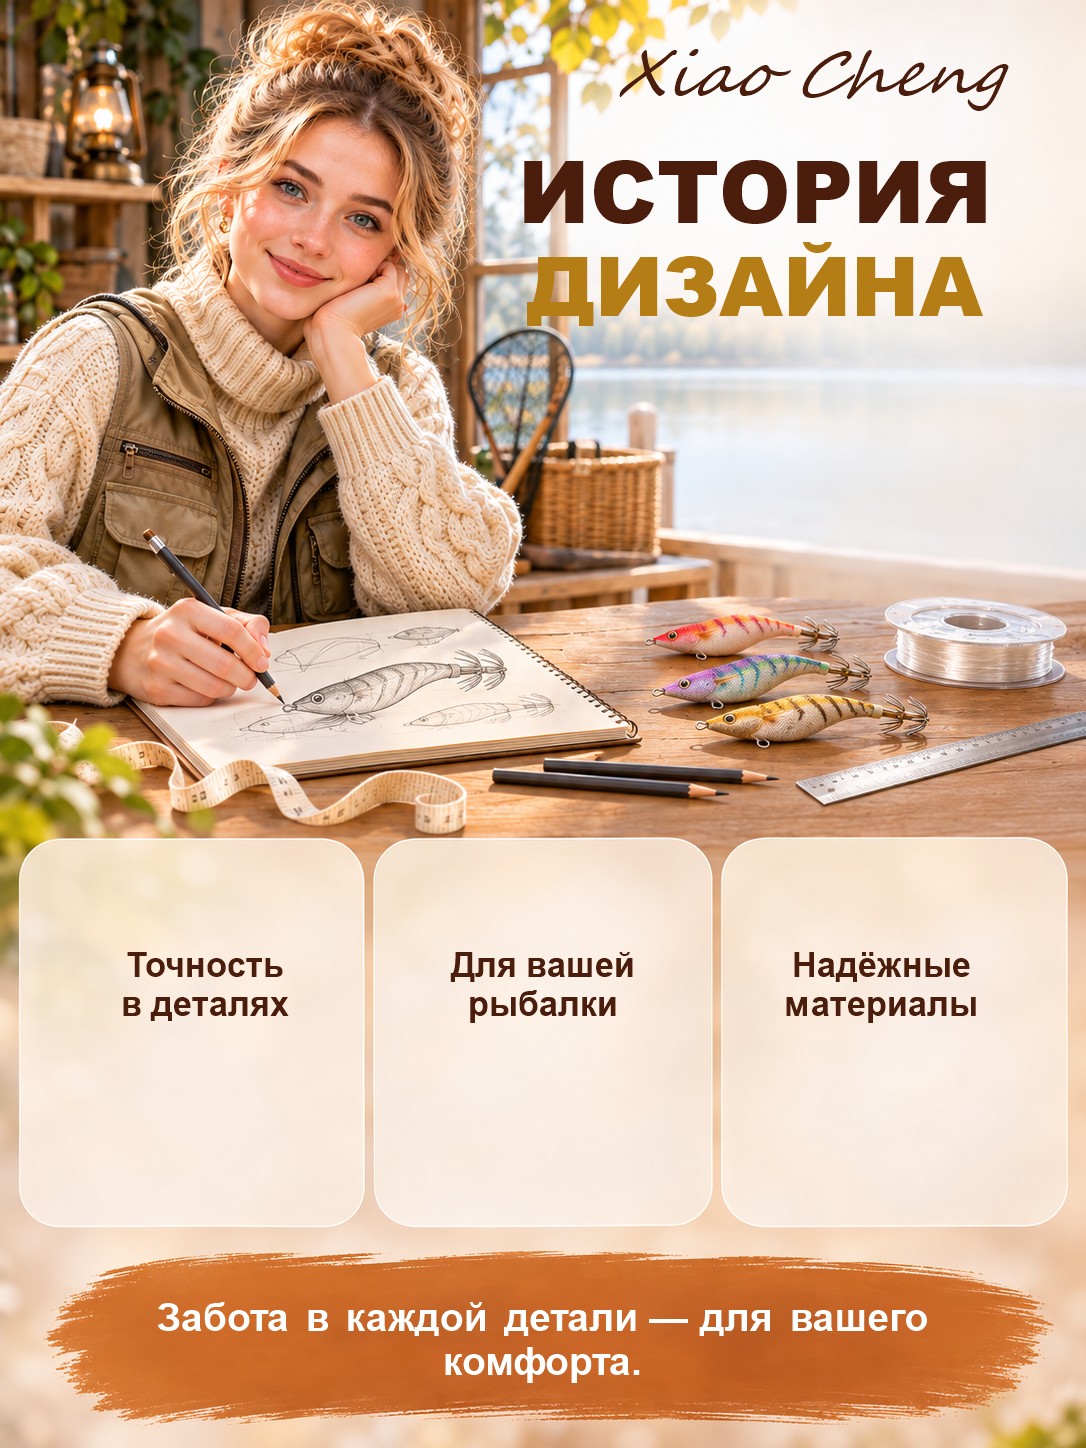 Xiao Cheng
ИСТОРИЯ
ДИЗАЙНА
Точность
в деталях
Для вашей
рыбалки
Надёжные
материалы
Забота в каждой детали — для вашего
комфорта.